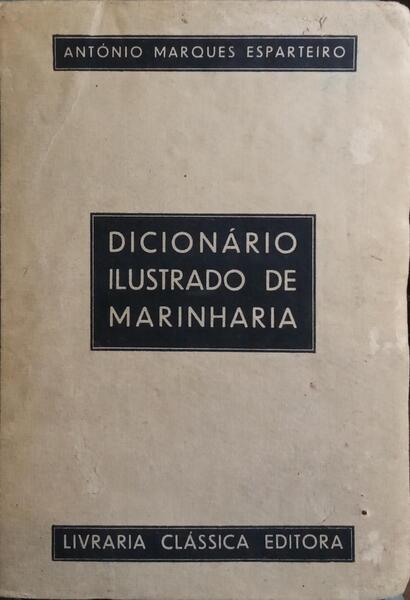 ANTÓNIO MARQUES ESPARTEIRO
DICIONÁRIO
ILUSTRADO DE
MARINHARIA
LIVRARIA CLÁSSICA EDITORA